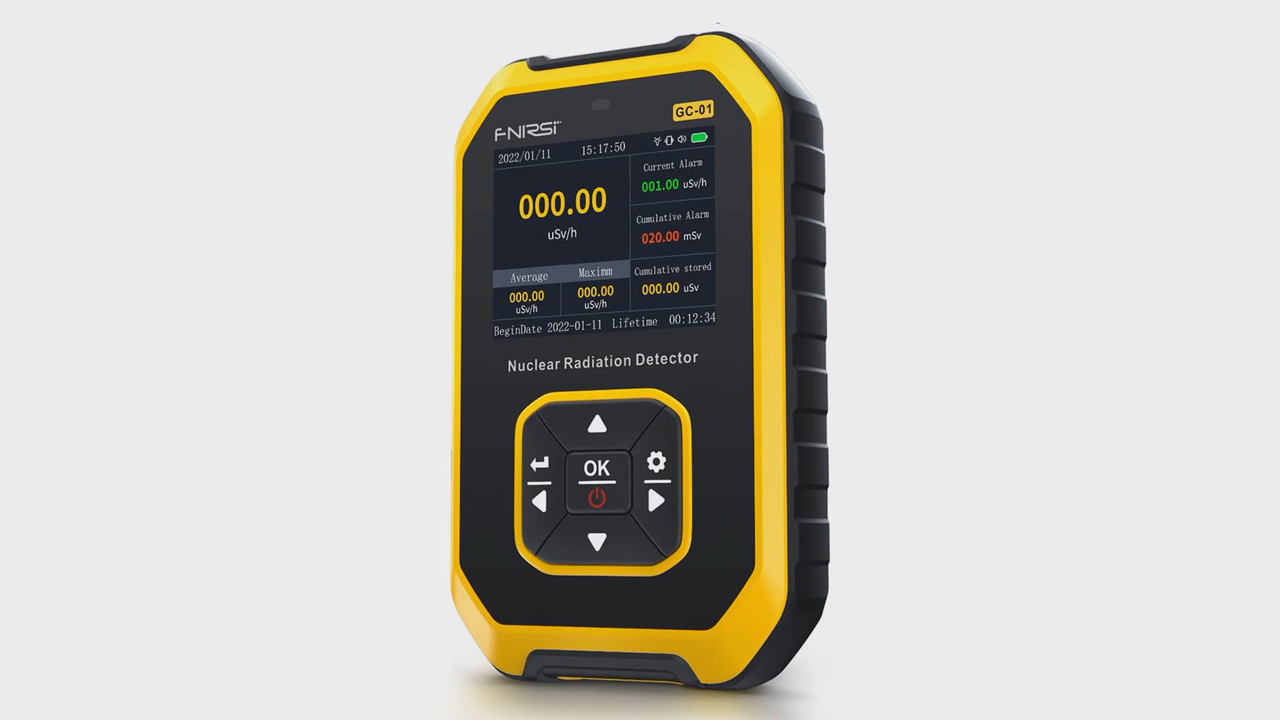 FNIRSI
GC-01
2022/01/11 15:17:50
000.00
uSv/h
Current Alarm
001.00 uSv/h
Cumulative Alarm
020.00 mSv
Average Maximm
000.00 000.00
uSv/h uSv/h
Cumulative stored
000.00 uSv
BeginDate 2022-01-11 Lifetime 00:12:34
Nuclear Radiation Detector
OK